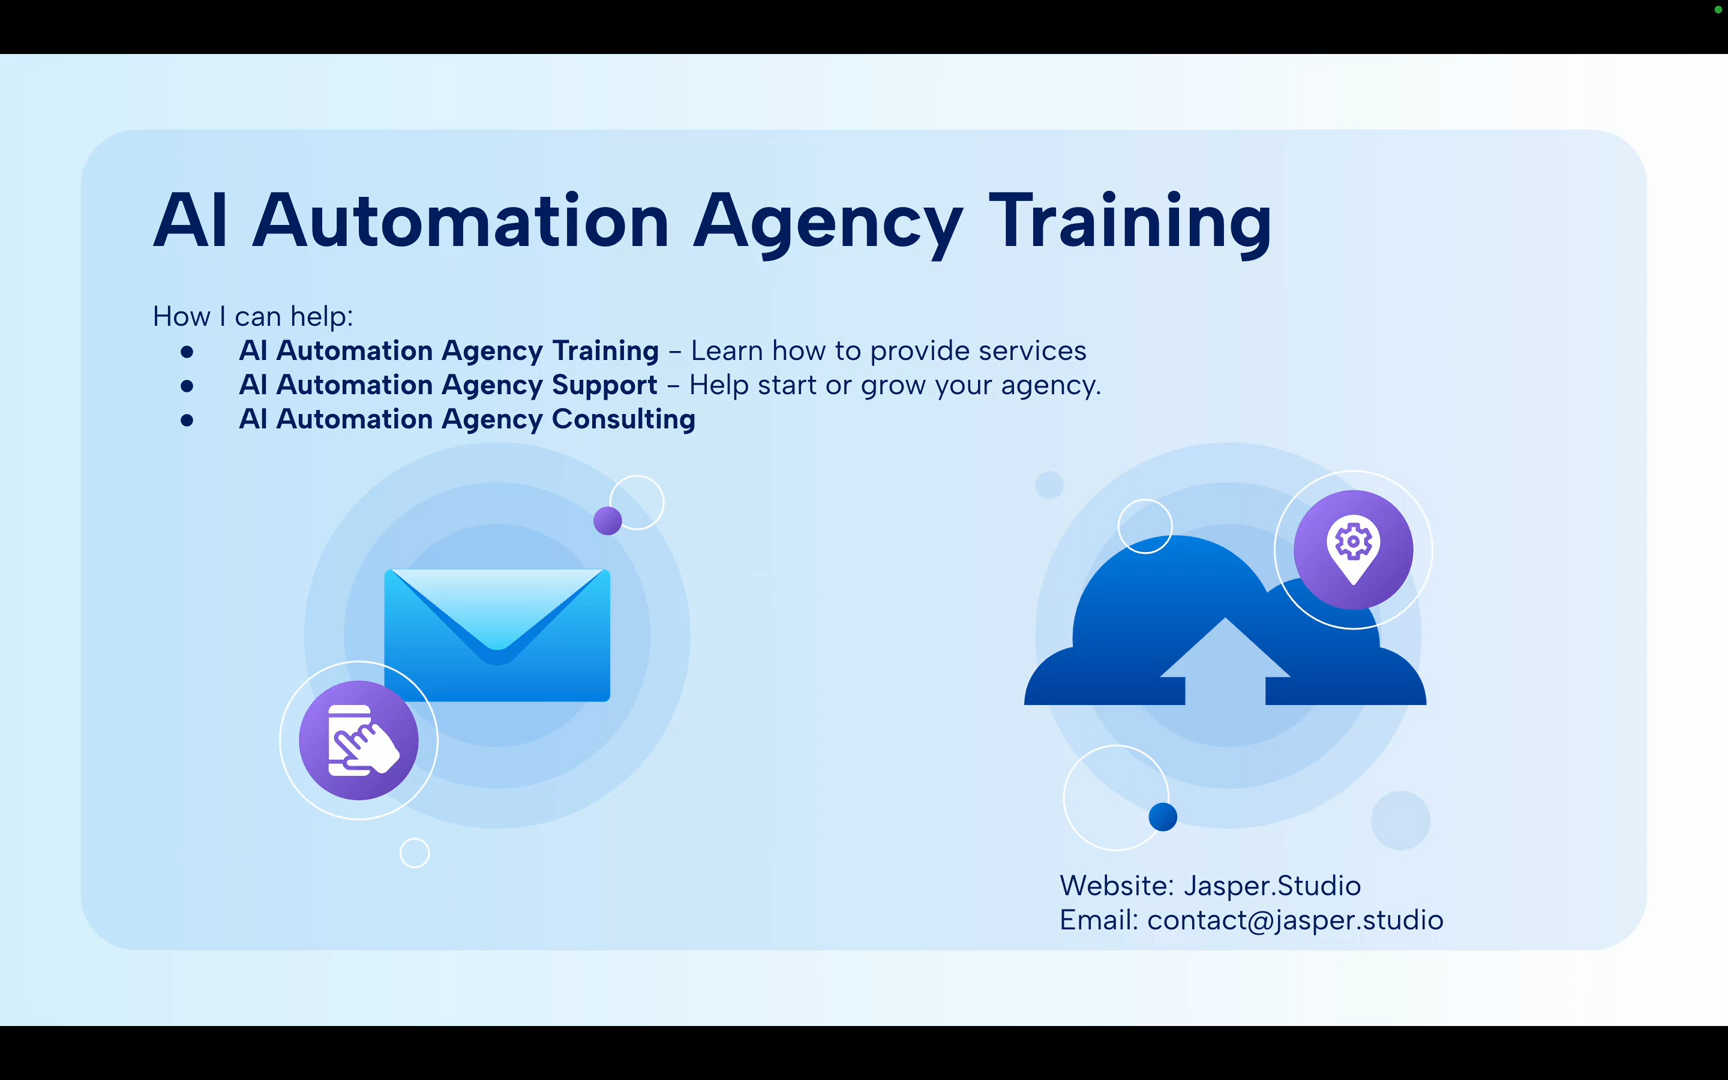 AI Automation Agency Training
How I can help:
● AI Automation Agency Training – Learn how to provide services
● AI Automation Agency Support – Help start or grow your agency.
● AI Automation Agency Consulting
Website: Jasper.Studio
Email: contact@jasper.studio